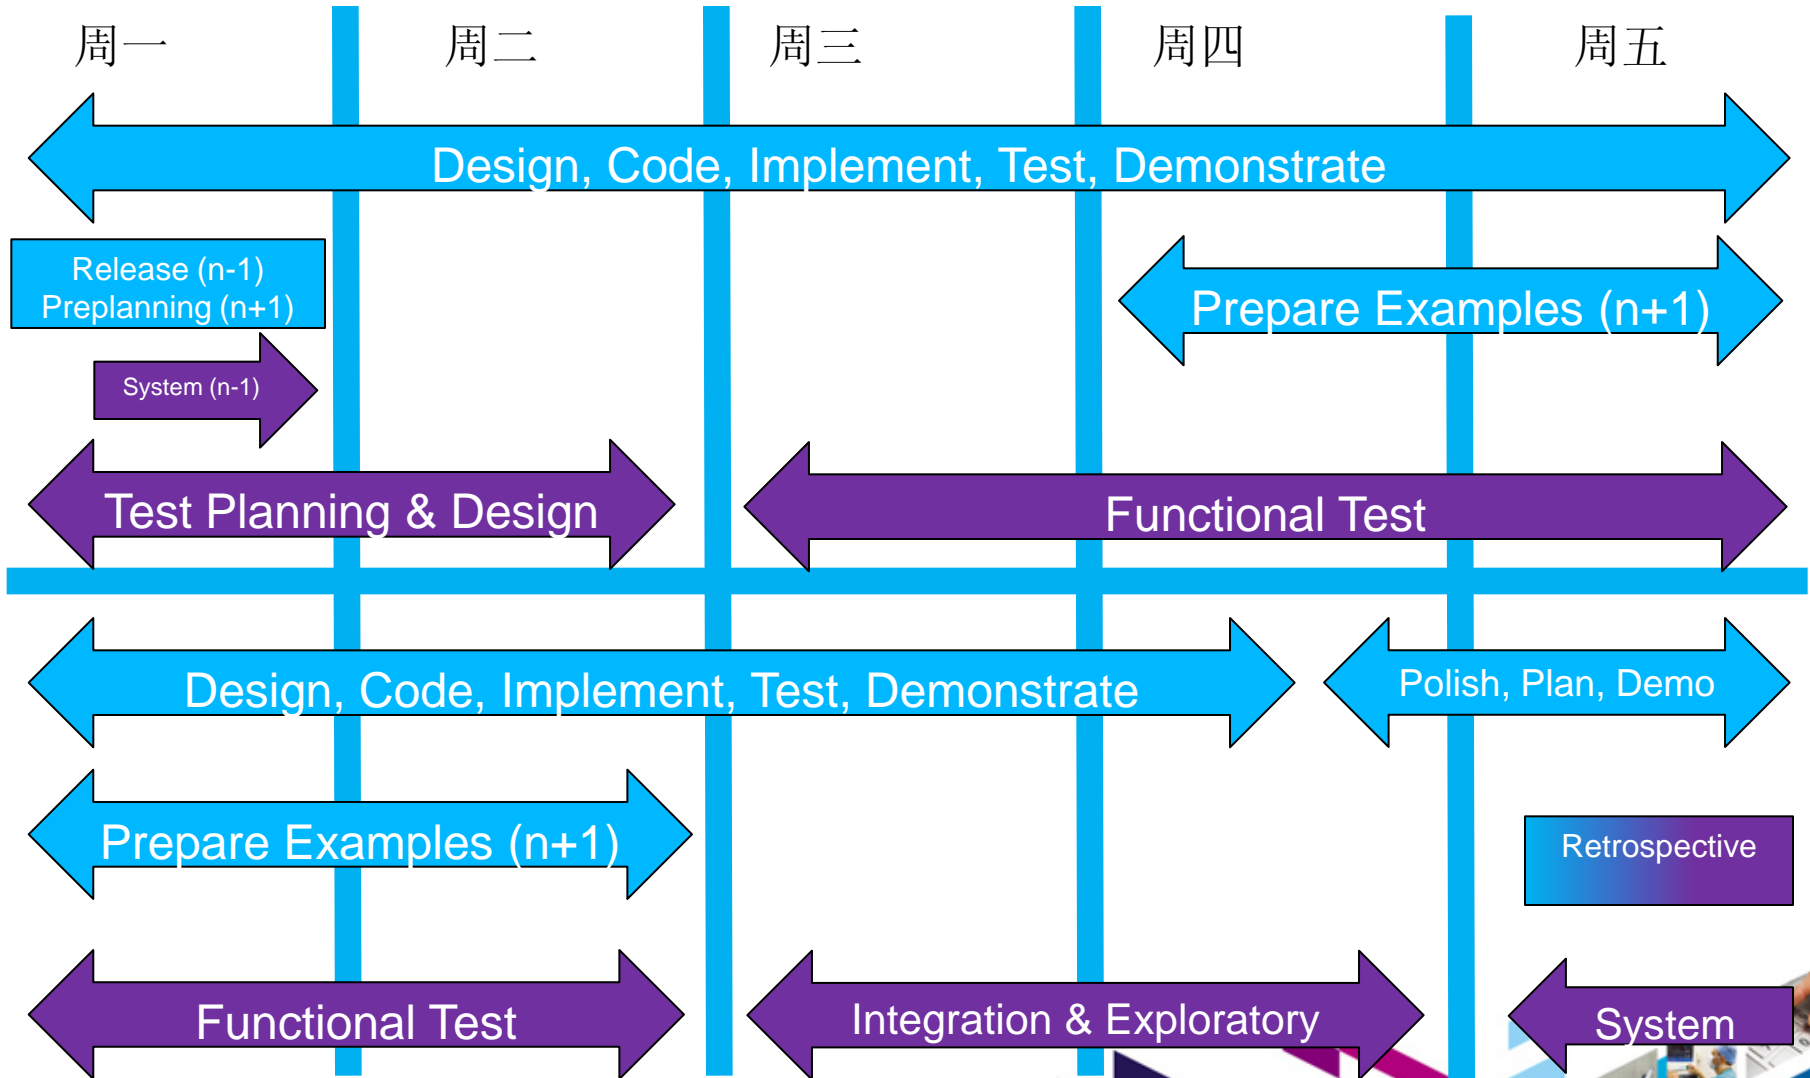 周一
周二
周三
周四
周五
Design, Code, Implement, Test, Demonstrate
Release (n-1)
Preplanning (n+1)
Prepare Examples (n+1)
System (n-1)
Test Planning & Design
Functional Test
Design, Code, Implement, Test, Demonstrate
Polish, Plan, Demo
Prepare Examples (n+1)
Retrospective
Functional Test
Integration & Exploratory
System